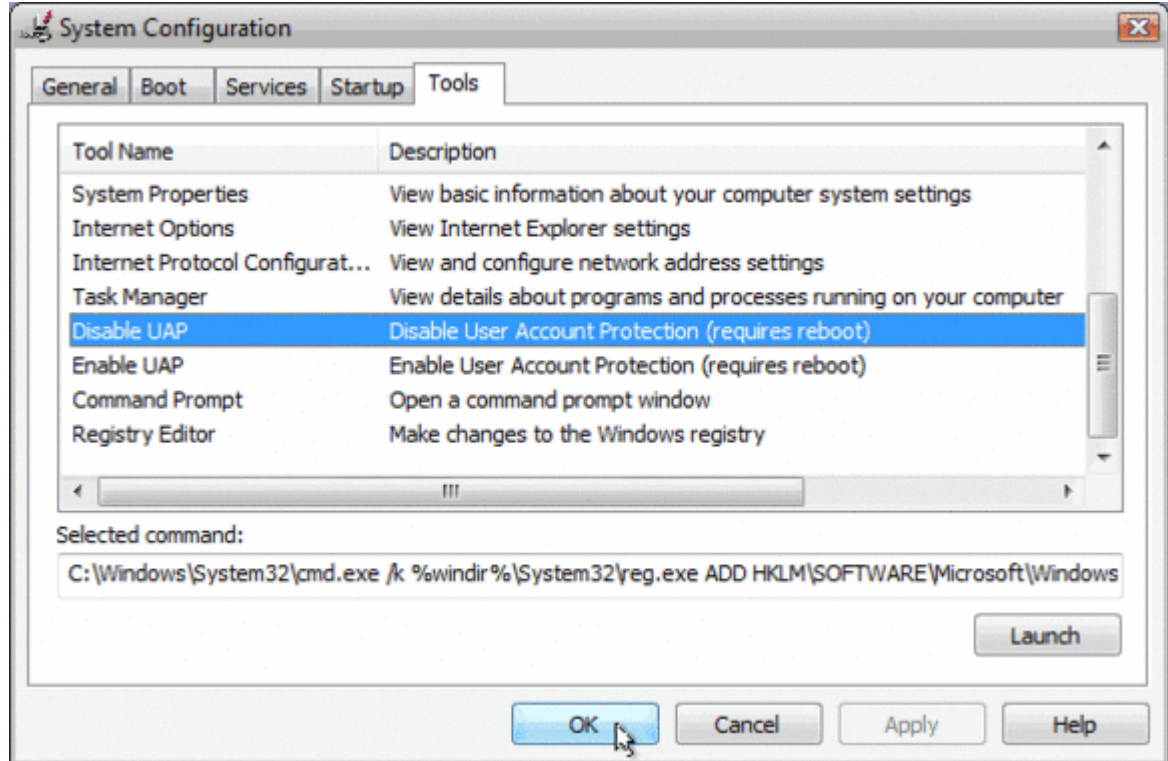 System Configuration
General Boot Services Startup Tools
Tool Name Description
System Properties View basic information about your computer system settings
Internet Options View Internet Explorer settings
Internet Protocol Configurat... View and configure network address settings
Task Manager View details about programs and processes running on your computer
Disable UAP Disable User Account Protection (requires reboot)
Enable UAP Enable User Account Protection (requires reboot)
Command Prompt Open a command prompt window
Registry Editor Make changes to the Windows registry
Selected command:
C:\Windows\System32\cmd.exe /k %windir%\System32\reg.exe ADD HKLM\SOFTWARE\Microsoft\Windows
Launch
OK Cancel Apply Help